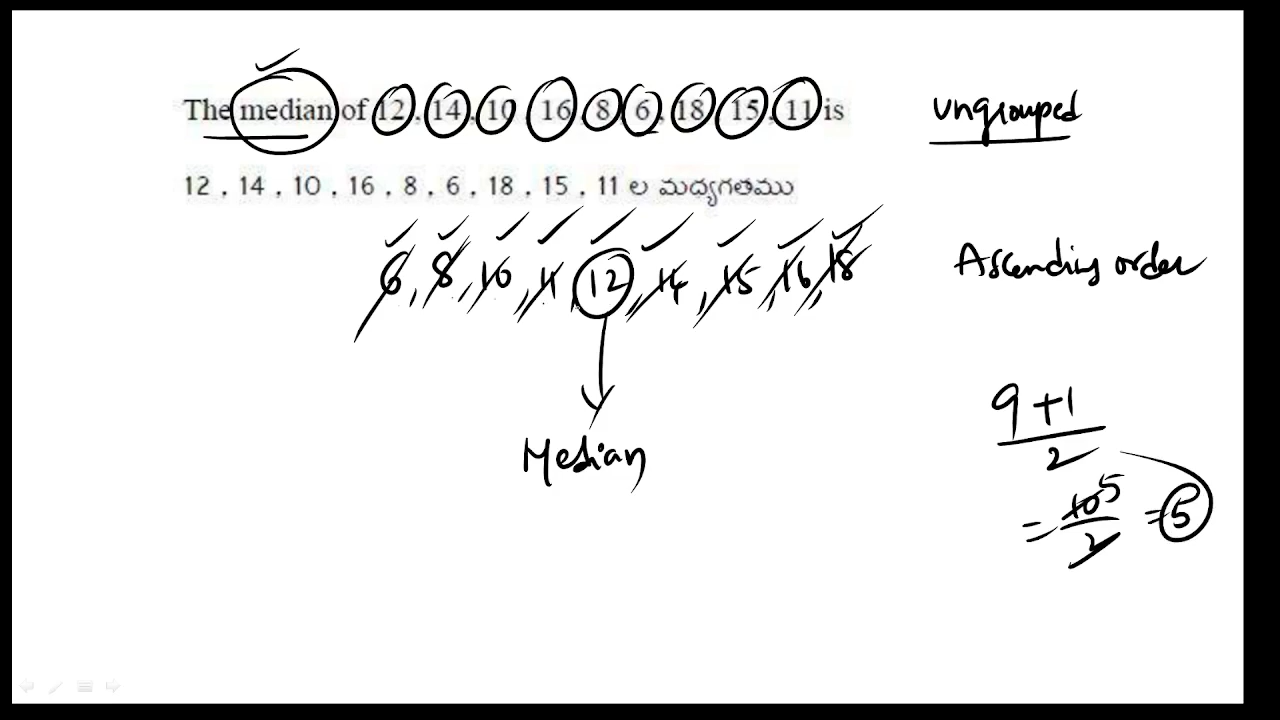 The median of 12 , 14 , 10 , 16 , 8 , 6 , 18 , 15 , 11 is
ungrouped
12 , 14 , 10 , 16 , 8 , 6 , 18 , 15 , 11 ల మధ్యగతము
6, 8, 10, 11, 12, 14, 15, 16, 18
Ascending order
Median
9+1
2
= 10 5 = 5
2